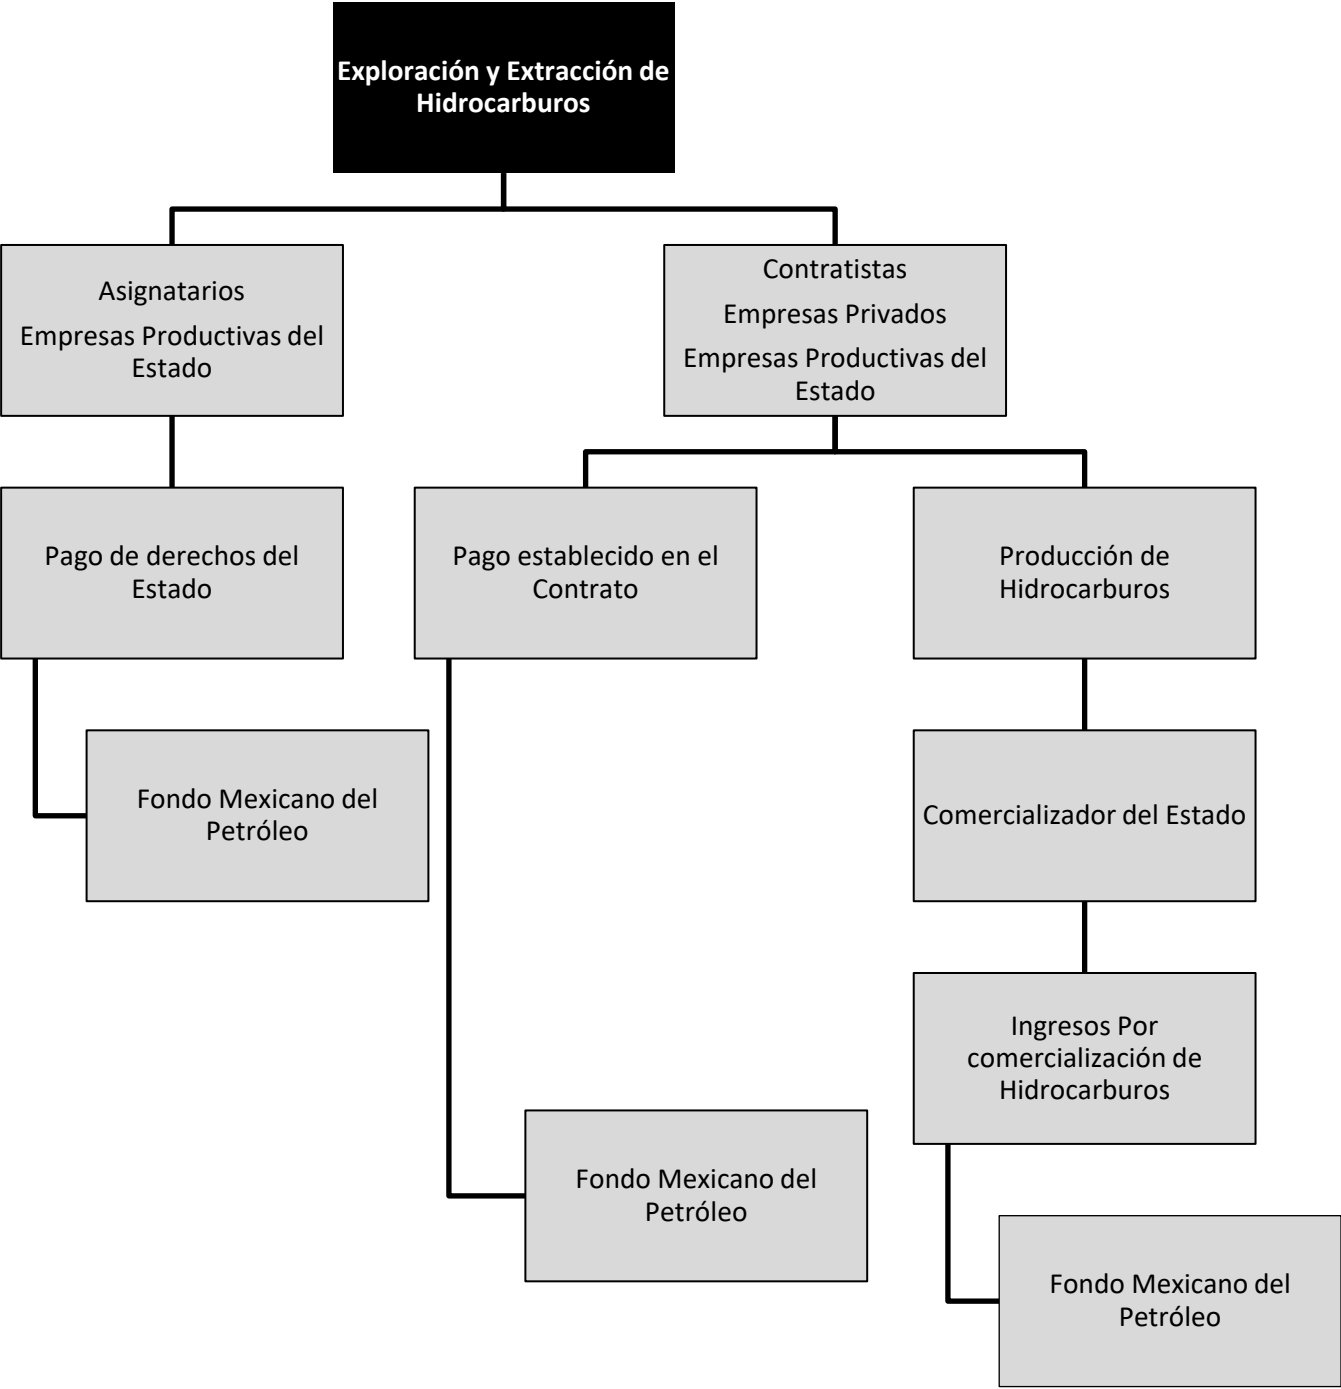 Exploración y Extracción de
Hidrocarburos
Asignatarios
Empresas Productivas del
Estado
Contratistas
Empresas Privados
Empresas Productivas del
Estado
Pago de derechos del
Estado
Pago establecido en el
Contrato
Producción de
Hidrocarburos
Fondo Mexicano del
Petróleo
Comercializador del Estado
Ingresos Por
comercialización de
Hidrocarburos
Fondo Mexicano del
Petróleo
Fondo Mexicano del
Petróleo